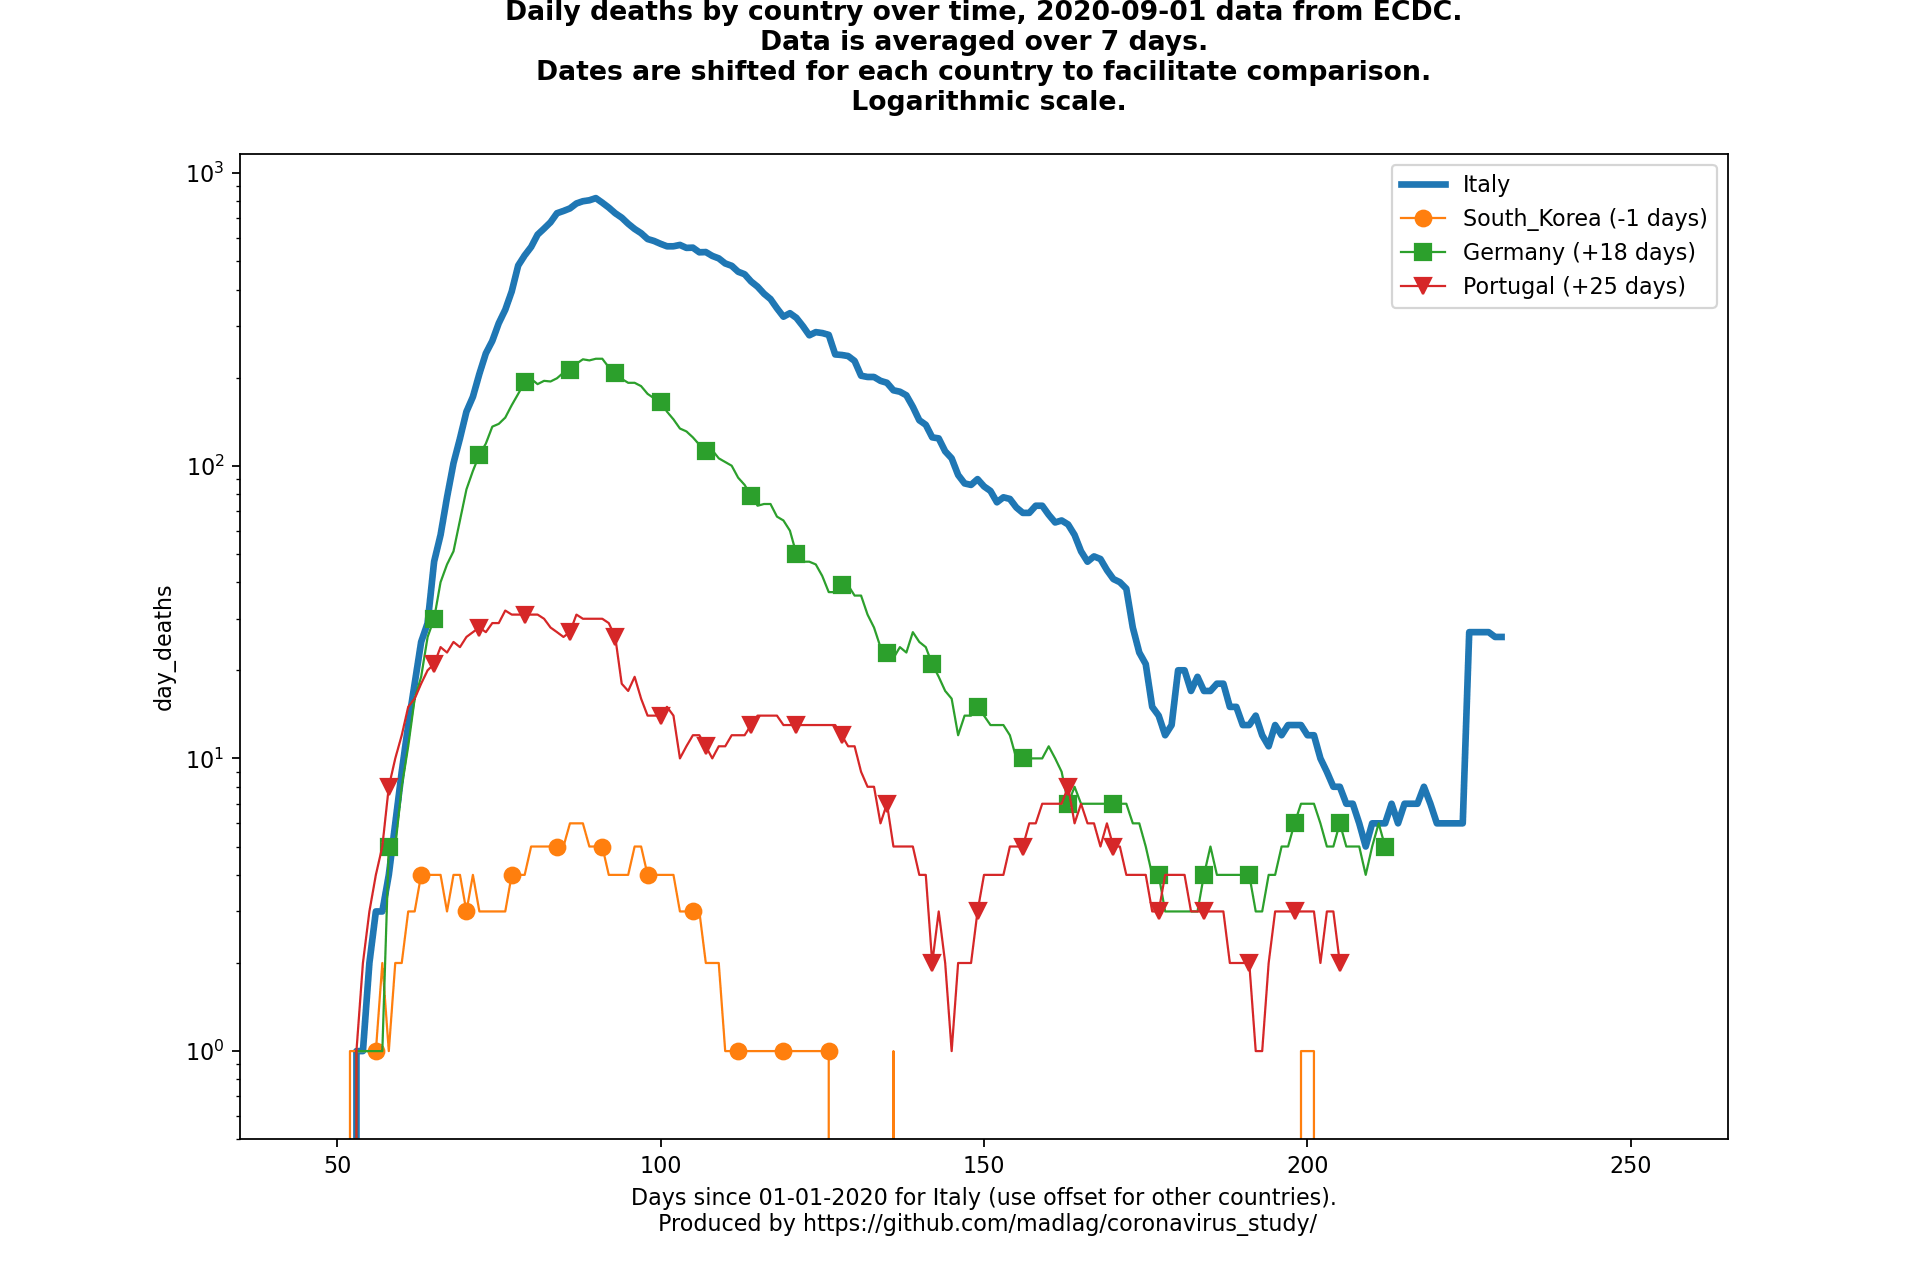 Daily deaths by country over time, 2020-09-01 data from ECDC.
Data is averaged over 7 days.
Dates are shifted for each country to facilitate comparison.
Logarithmic scale.
10³
10²
10¹
10⁰
day_deaths
Italy
South_Korea (-1 days)
Germany (+18 days)
Portugal (+25 days)
50 100 150 200 250
Days since 01-01-2020 for Italy (use offset for other countries).
Produced by https://github.com/madlag/coronavirus_study/